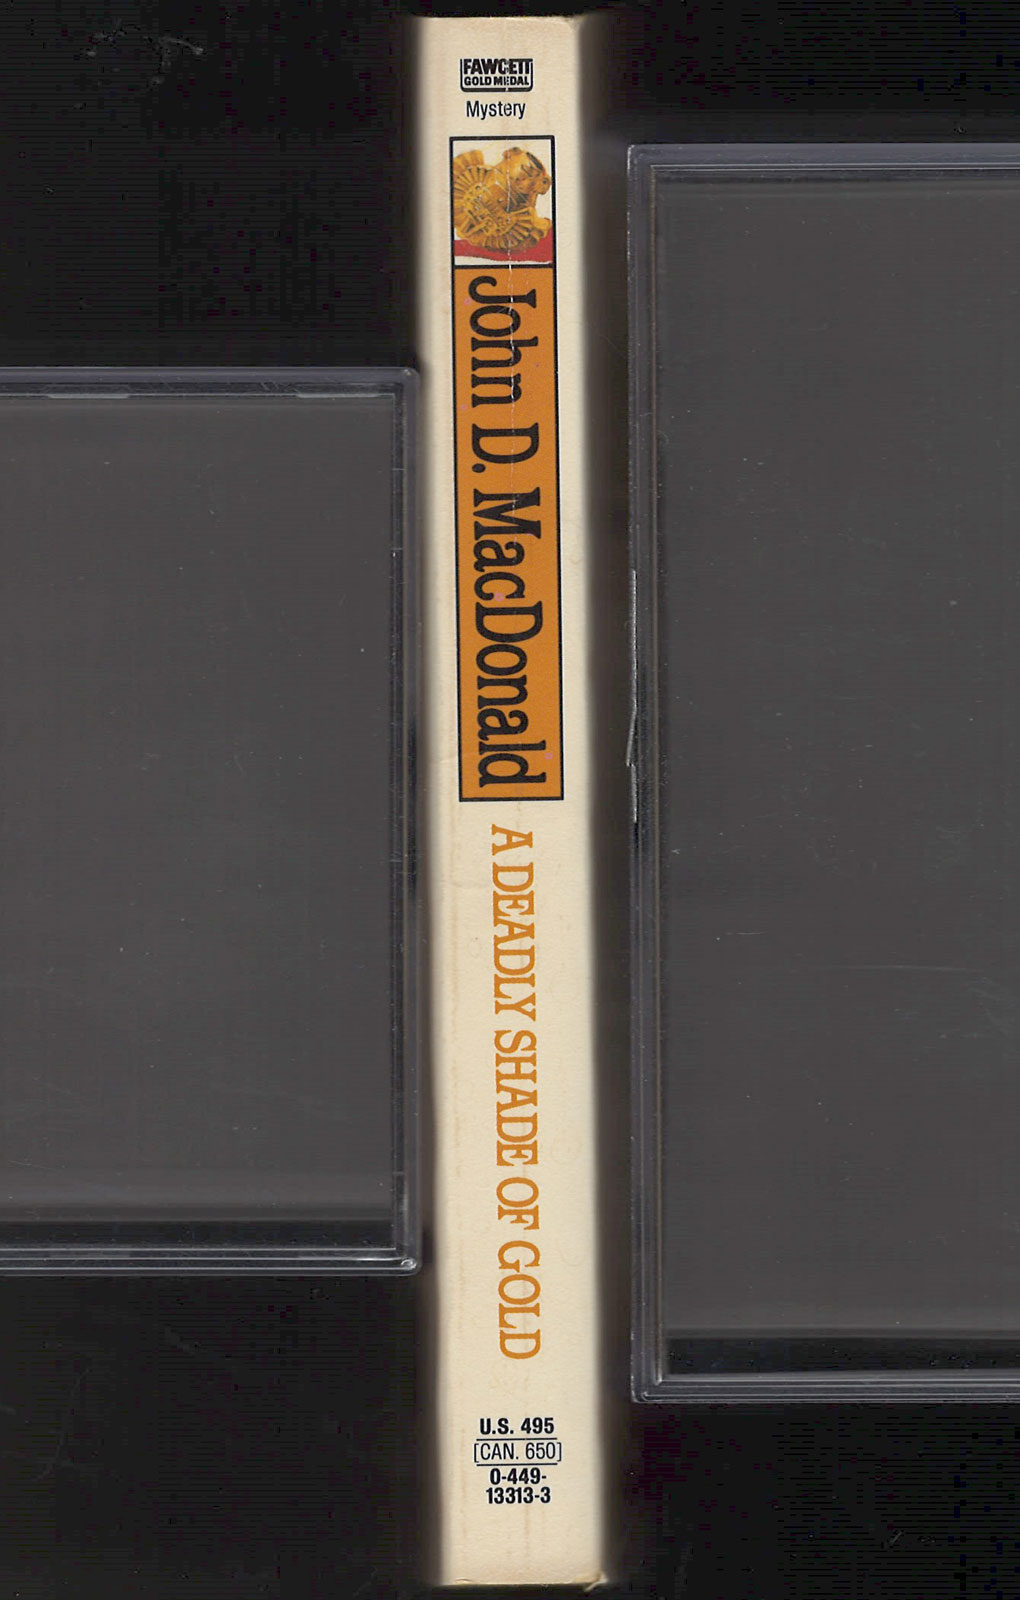 FAWCETT
GOLD MEDAL
Mystery
John D. MacDonald
A DEADLY SHADE OF GOLD
U.S. 495
[CAN. 650]
0-449-
13313-3